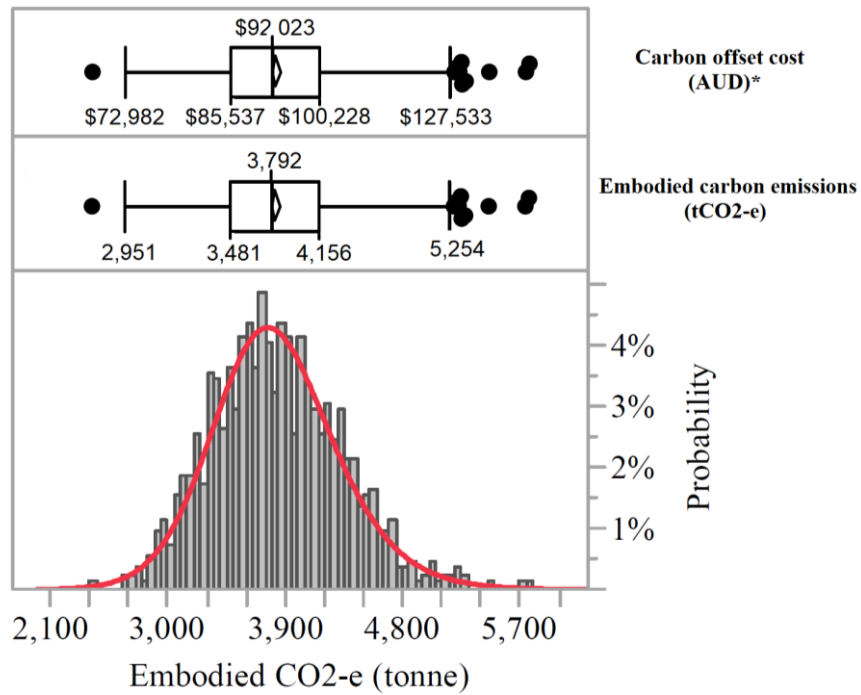 $92 023
Carbon offset cost
(AUD)*
$72,982 $85,537 $100,228 $127,533
3,792
Embodied carbon emissions
(tCO2-e)
2,951 3,481 4,156 5,254
4%
3%
2%
1%
Probability
2,100 3,000 3,900 4,800 5,700
Embodied CO2-e (tonne)